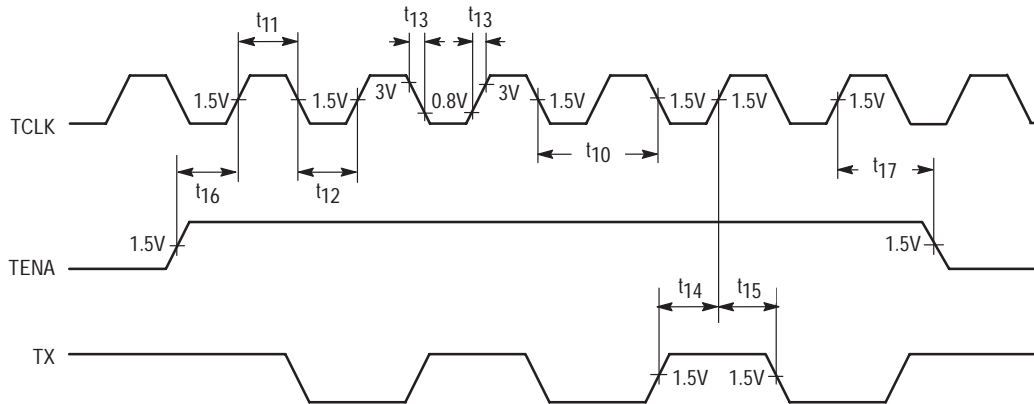 t13 t13
t11
TCLK 1.5V 1.5V 3V 0.8V 3V 1.5V 1.5V 1.5V 1.5V
t16 t12 t10 t17
TENA 1.5V 1.5V
t14 t15
TX 1.5V 1.5V